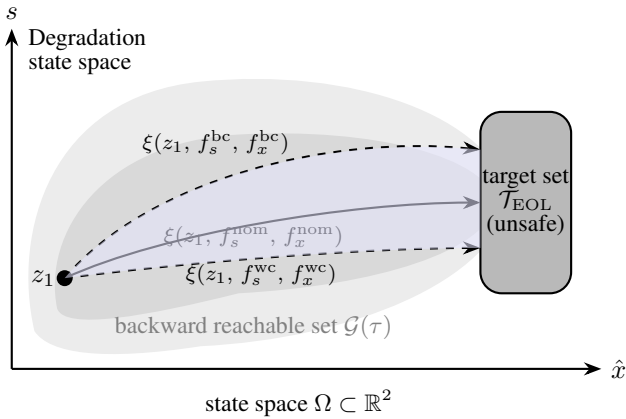 s
Degradation
state space
ξ(z₁, f_s^bc, f_x^bc)
target set
𝒯_EOL
(unsafe)
ξ(z₁, f_s^nom, f_x^nom)
z₁
ξ(z₁, f_s^wc, f_x^wc)
backward reachable set 𝒢(τ)
x̂
state space Ω ⊂ ℝ²